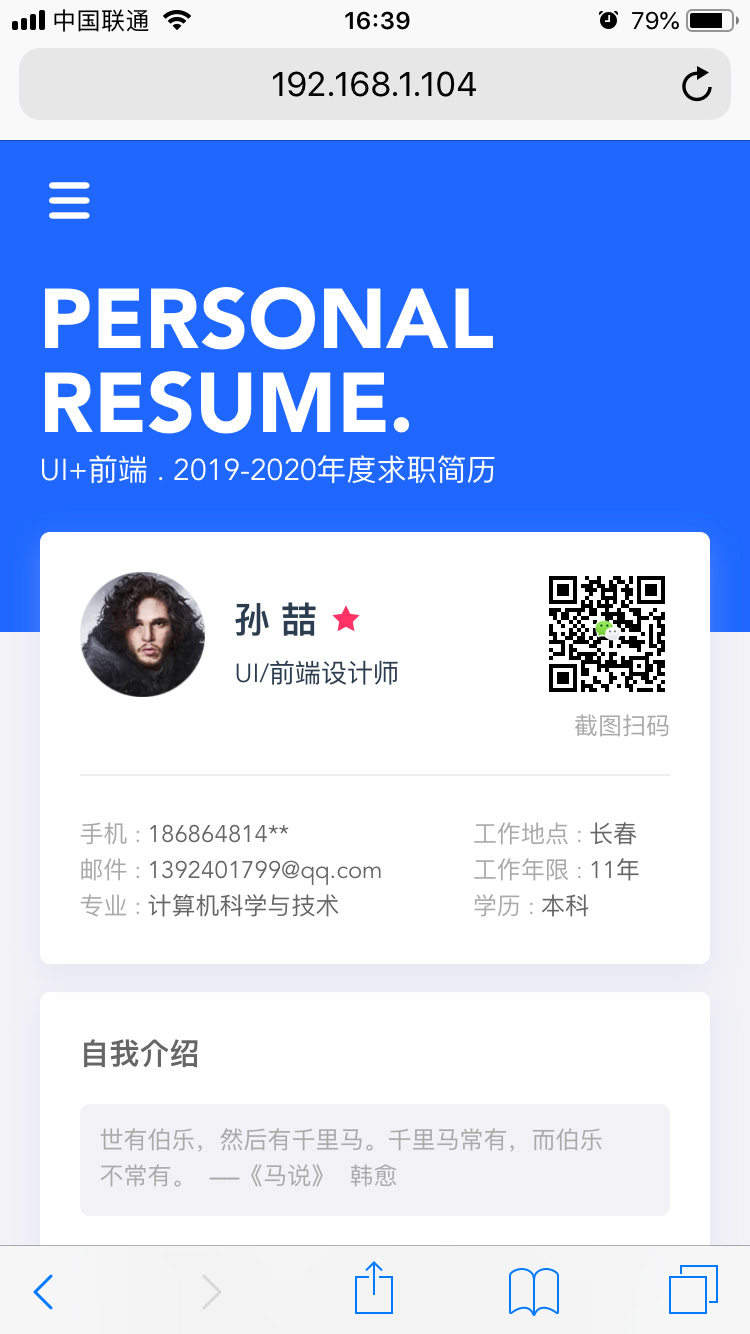 中国联通 16:39 79%
192.168.1.104
PERSONAL
RESUME.
UI+前端 . 2019-2020年度求职简历
孙 喆
UI/前端设计师
截图扫码
手机 : 186864814** 工作地点 : 长春
邮件 : 1392401799@qq.com 工作年限 : 11年
专业 : 计算机科学与技术 学历 : 本科
自我介绍
世有伯乐，然后有千里马。千里马常有，而伯乐
不常有。 ——《马说》 韩愈